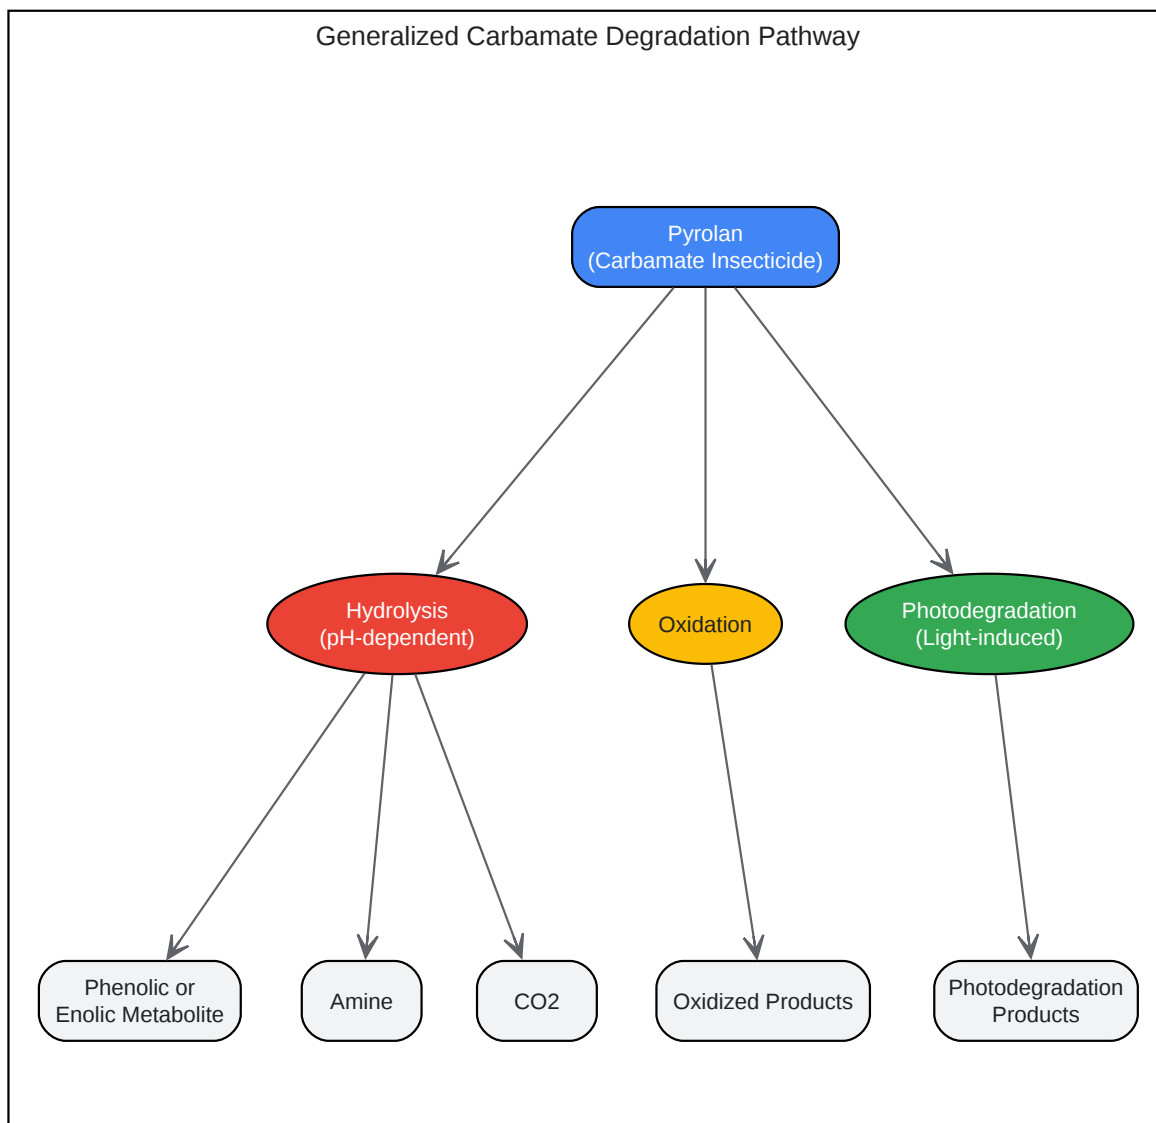 Generalized Carbamate Degradation Pathway
Pyrolan
(Carbamate Insecticide)
Hydrolysis
(pH-dependent)
Oxidation
Photodegradation
(Light-induced)
Phenolic or
Enolic Metabolite
Amine
CO2
Oxidized Products
Photodegradation
Products